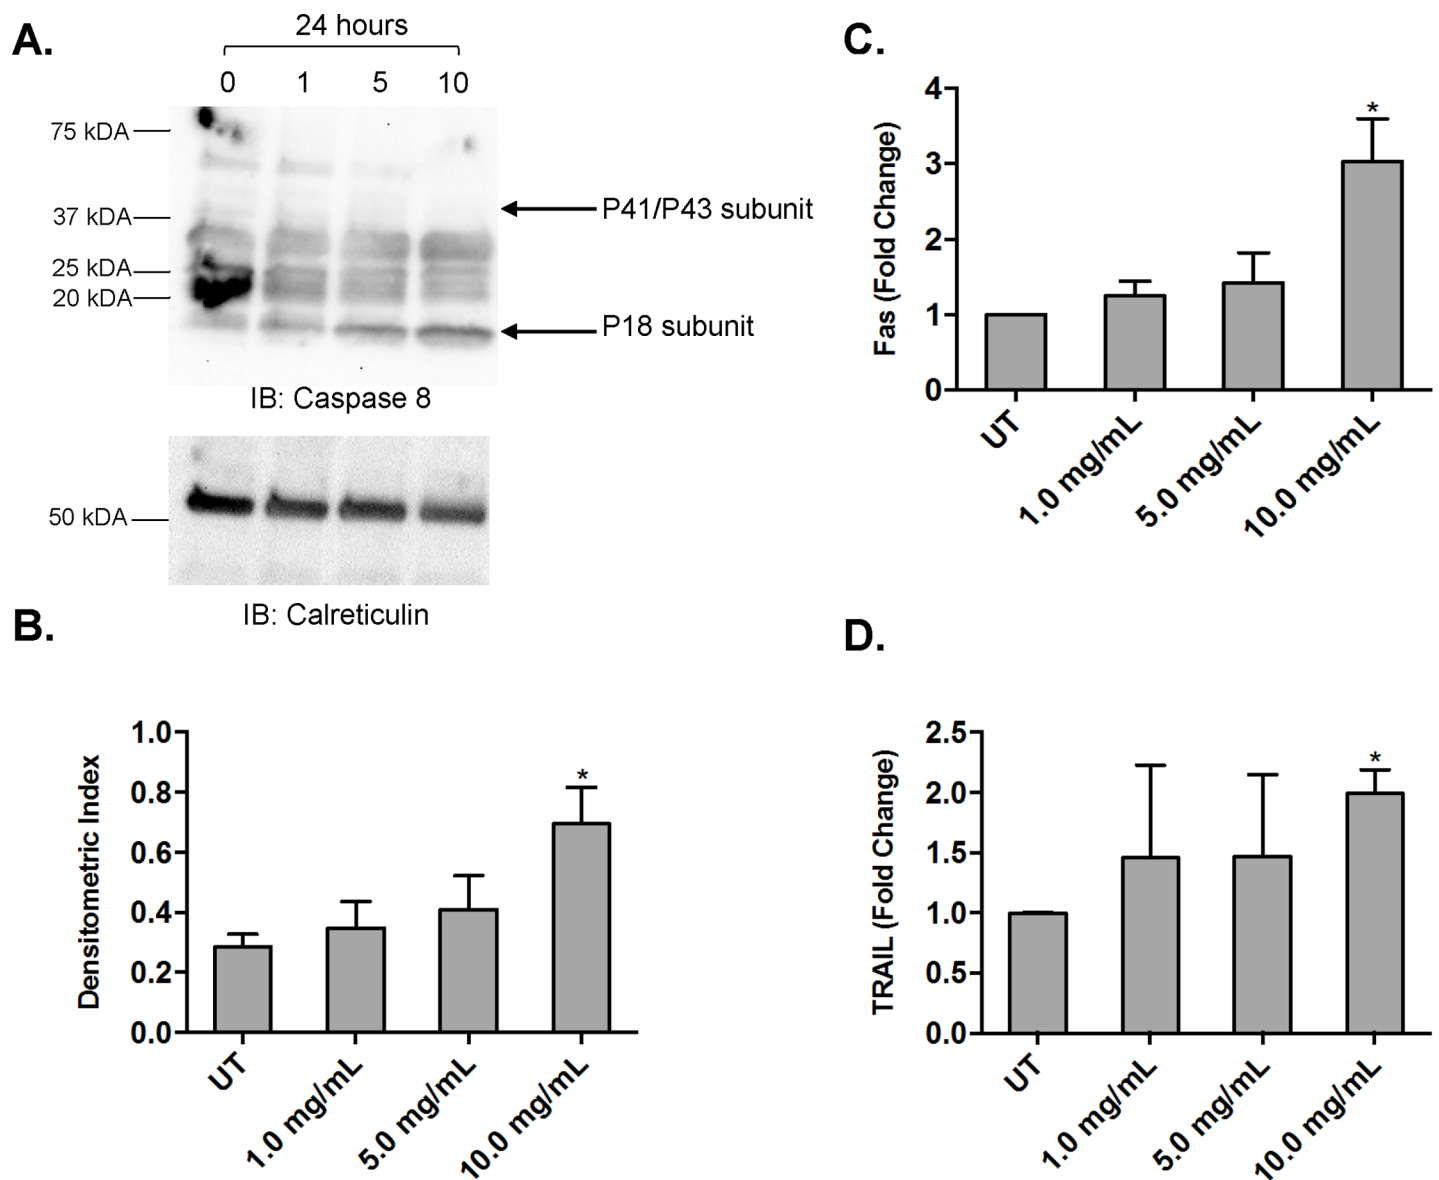 A.
24 hours
0 1 5 10
75 kDA
37 kDA
25 kDA
20 kDA
P41/P43 subunit
P18 subunit
IB: Caspase 8
50 kDA
IB: Calreticulin
B.
Densitometric Index
1.0
0.8
0.6
0.4
0.2
0.0
UT
1.0 mg/mL
5.0 mg/mL
10.0 mg/mL
*
C.
Fas (Fold Change)
4
3
2
1
0
UT
1.0 mg/mL
5.0 mg/mL
10.0 mg/mL
*
D.
TRAIL (Fold Change)
2.5
2.0
1.5
1.0
0.5
0.0
UT
1.0 mg/mL
5.0 mg/mL
10.0 mg/mL
*